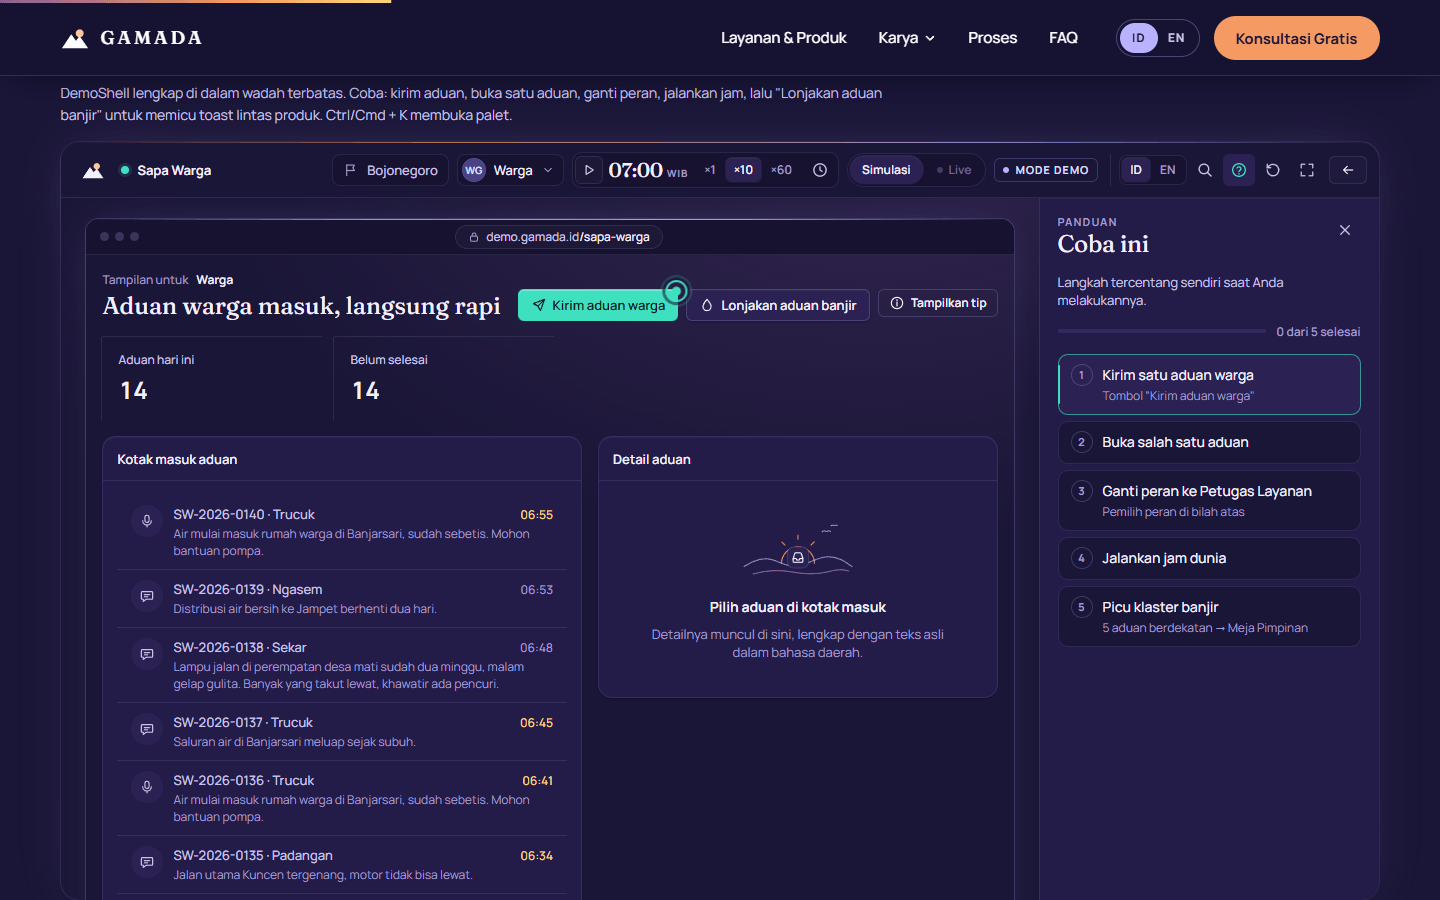 GAMADA
Layanan & Produk
Karya
Proses
FAQ
ID
EN
Konsultasi Gratis
DemoShell lengkap di dalam wadah terbatas. Coba: kirim aduan, buka satu aduan, ganti peran, jalankan jam, lalu "Lonjakan aduan
banjir" untuk memicu toast lintas produk. Ctrl/Cmd + K membuka palet.
Sapa Warga
Bojonegoro
WG
Warga
07:00 WIB
×1
×10
×60
Simulasi
Live
MODE DEMO
ID
EN
demo.gamada.id/sapa-warga
Tampilan untuk Warga
Aduan warga masuk, langsung rapi
Kirim aduan warga
Lonjakan aduan banjir
Tampilkan tip
Aduan hari ini
14
Belum selesai
14
Kotak masuk aduan
SW-2026-0140 · Trucuk
06:55
Air mulai masuk rumah warga di Banjarsari, sudah sebetis. Mohon
bantuan pompa.
SW-2026-0139 · Ngasem
06:53
Distribusi air bersih ke Jampet berhenti dua hari.
SW-2026-0138 · Sekar
06:48
Lampu jalan di perempatan desa mati sudah dua minggu, malam
gelap gulita. Banyak yang takut lewat, khawatir ada pencuri.
SW-2026-0137 · Trucuk
06:45
Saluran air di Banjarsari meluap sejak subuh.
SW-2026-0136 · Trucuk
06:41
Air mulai masuk rumah warga di Banjarsari, sudah sebetis. Mohon
bantuan pompa.
SW-2026-0135 · Padangan
06:34
Jalan utama Kuncen tergenang, motor tidak bisa lewat.
Detail aduan
Pilih aduan di kotak masuk
Detailnya muncul di sini, lengkap dengan teks asli
dalam bahasa daerah.
PANDUAN
Coba ini
Langkah tercentang sendiri saat Anda
melakukannya.
0 dari 5 selesai
1
Kirim satu aduan warga
Tombol "Kirim aduan warga"
2
Buka salah satu aduan
3
Ganti peran ke Petugas Layanan
Pemilih peran di bilah atas
4
Jalankan jam dunia
5
Picu klaster banjir
5 aduan berdekatan → Meja Pimpinan